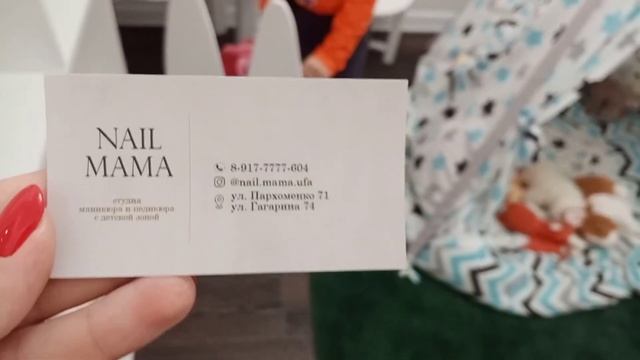 NAIL
MAMA
студия
маникюра и педикюра
с детской зоной
8-917-7777-604
@nail.mama.ufa
ул. Пархоменко 71
ул. Гагарина 74